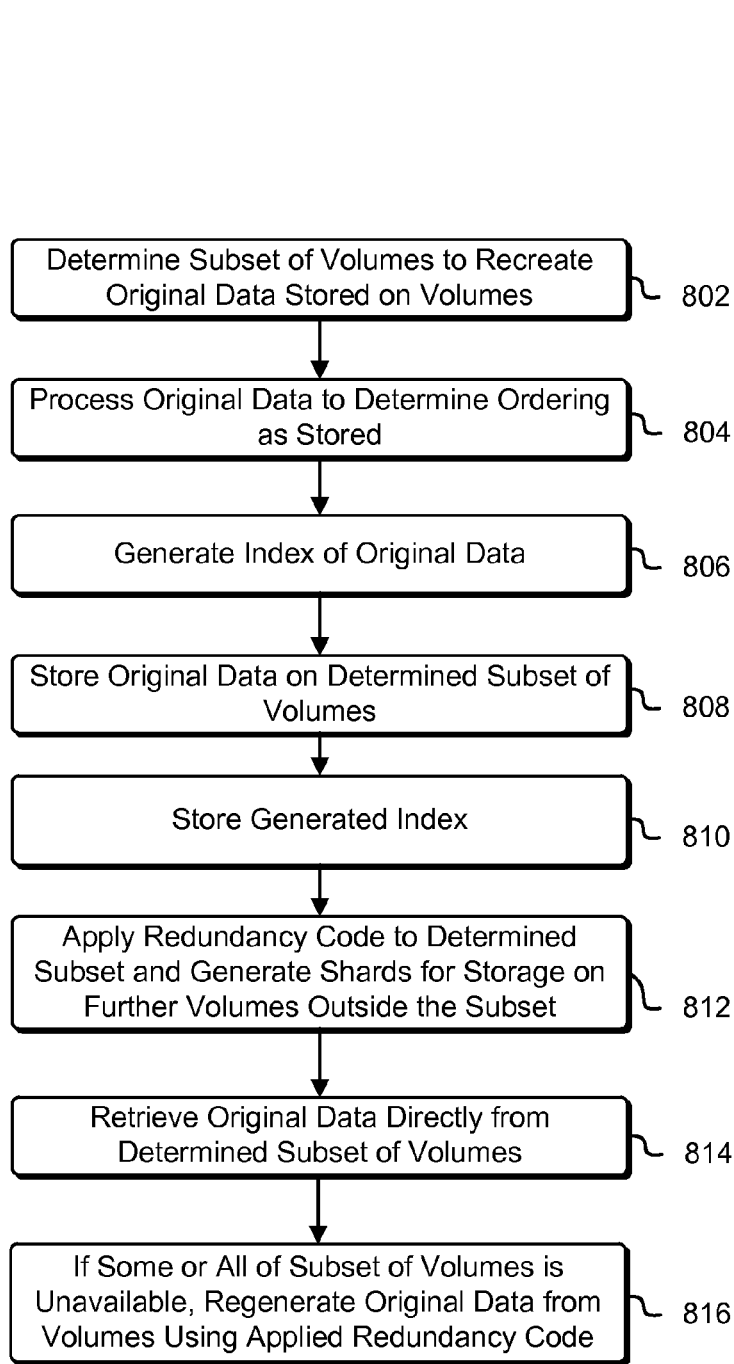 Determine Subset of Volumes to Recreate
Original Data Stored on Volumes
802
Process Original Data to Determine Ordering
as Stored
804
Generate Index of Original Data
806
Store Original Data on Determined Subset of
Volumes
808
Store Generated Index
810
Apply Redundancy Code to Determined
Subset and Generate Shards for Storage on
Further Volumes Outside the Subset
812
Retrieve Original Data Directly from
Determined Subset of Volumes
814
If Some or All of Subset of Volumes is
Unavailable, Regenerate Original Data from
Volumes Using Applied Redundancy Code
816